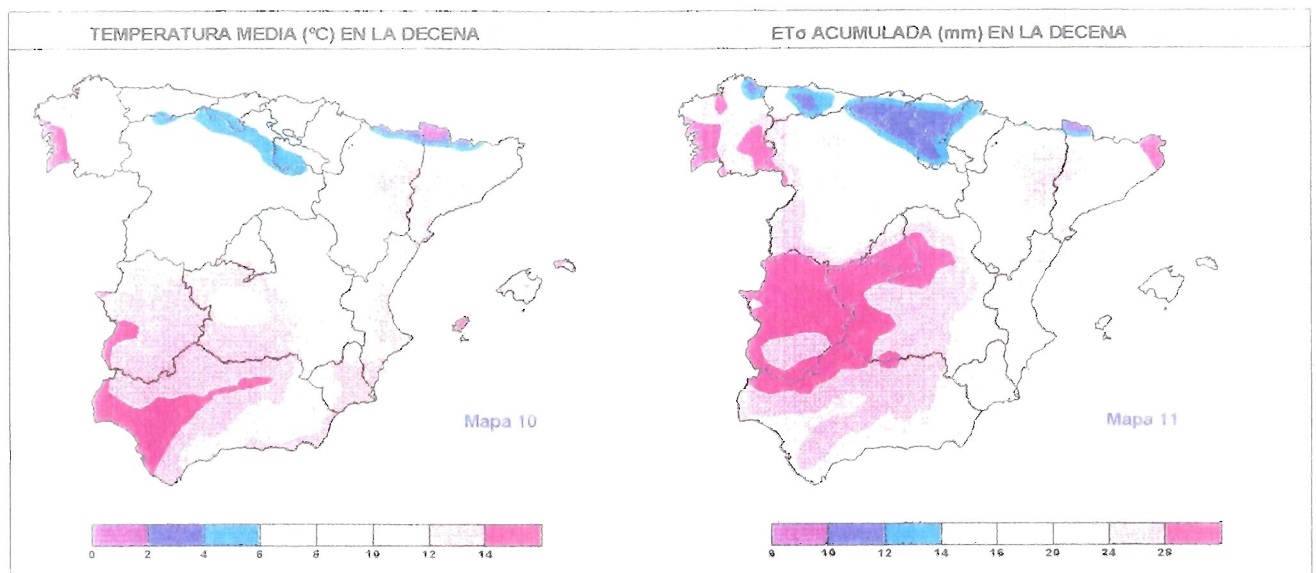 TEMPERATURA MEDIA (ºC) EN LA DECENA
ETo ACUMULADA (mm) EN LA DECENA
Mapa 10
Mapa 11
0 2 4 6 8 10 12 14
8 10 12 14 16 20 24 28